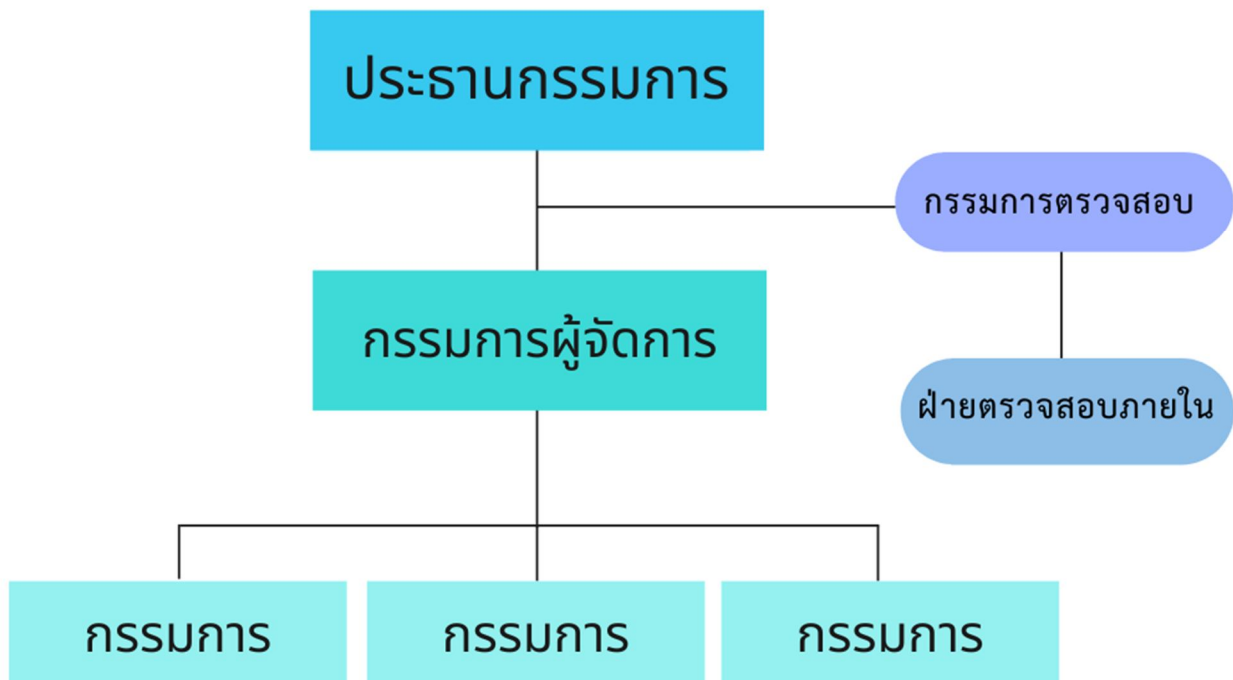 ประธานกรรมการ
กรรมการตรวจสอบ
กรรมการผู้จัดการ
ฝ่ายตรวจสอบภายใน
กรรมการ
กรรมการ
กรรมการ